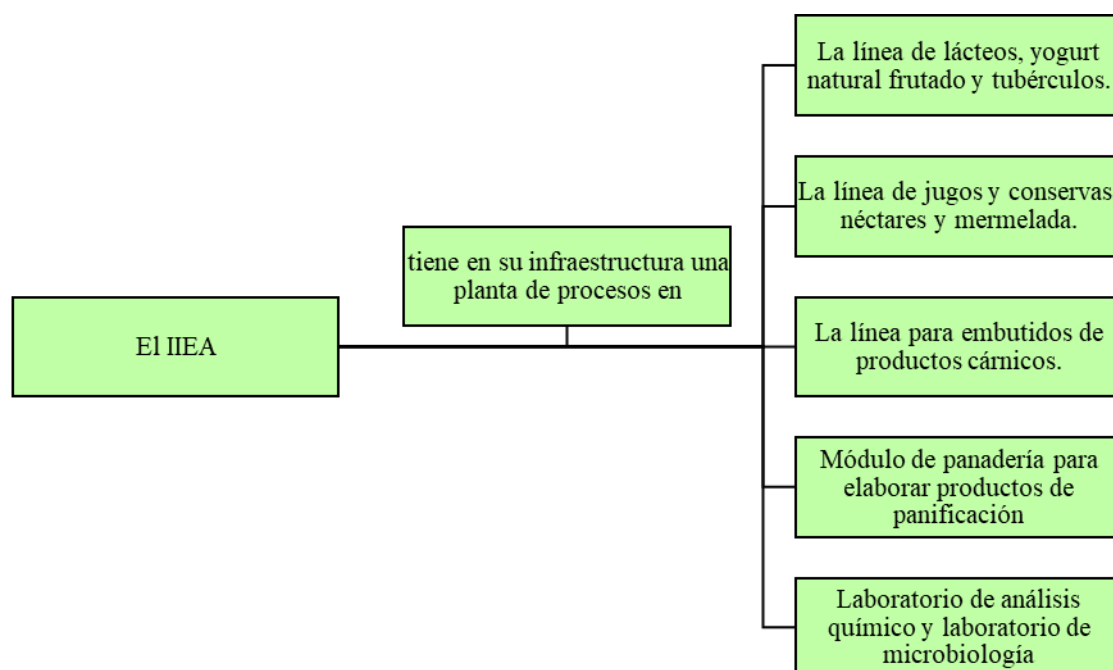 El IIEA
tiene en su infraestructura una
planta de procesos en
La línea de lácteos, yogurt
natural frutado y tubérculos.
La línea de jugos y conservas
néctares y mermelada.
La línea para embutidos de
productos cárnicos.
Módulo de panadería para
elaborar productos de
panificación
Laboratorio de análisis
químico y laboratorio de
microbiología